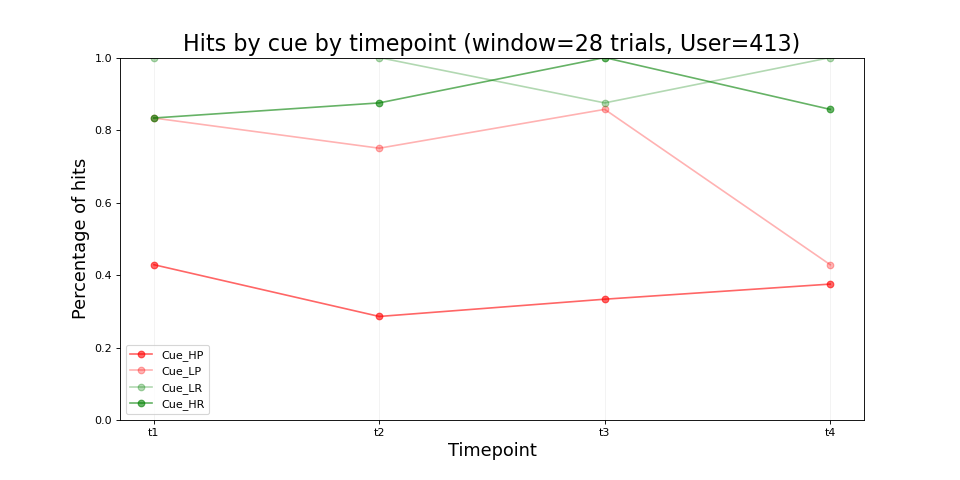 Hits by cue by timepoint (window=28 trials, User=413)
Percentage of hits
1.0
0.8
0.6
0.4
0.2
0.0
Cue_HP
Cue_LP
Cue_LR
Cue_HR
t1 t2 t3 t4
Timepoint